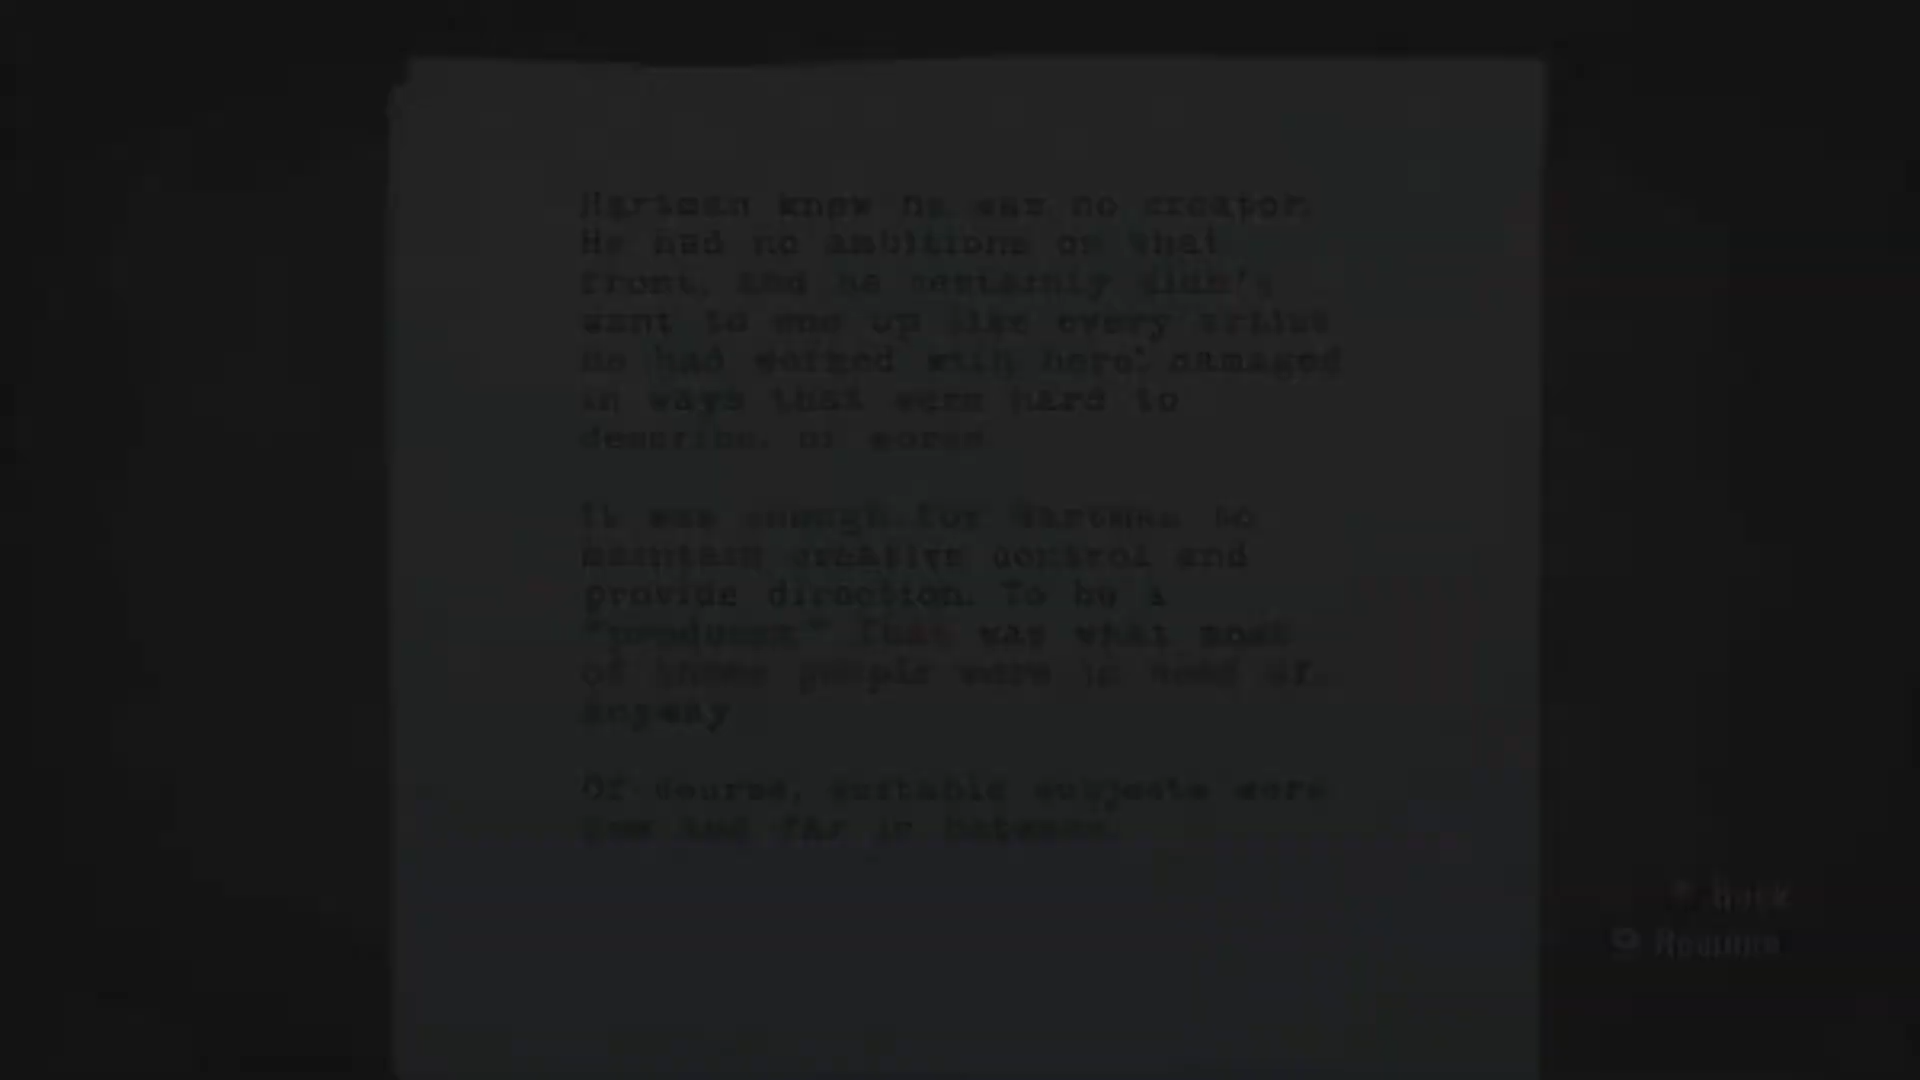 Hartman knew he was no creator.
He had no ambitions on that
front, and he certainly didn't
want to end up like every artist
he had worked with here: damaged
in ways that were hard to
describe, or worse.
It was enough for Hartman to
maintain creative control and
provide direction. To be a
"producer." That was what most
of these people were in need of,
anyway.
Of course, suitable subjects were
few and far in between.
Back
Resume